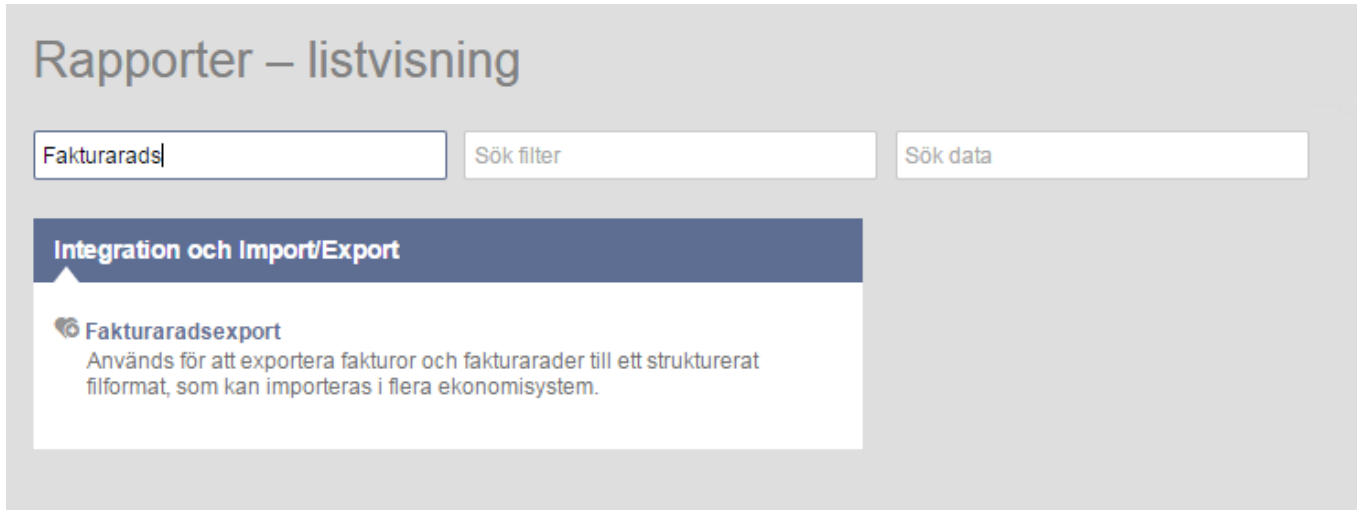 Rapporter – listvisning
Fakturarads
Sök filter
Sök data
Integration och Import/Export
Fakturaradsexport
Används för att exportera fakturor och fakturarader till ett strukturerat
filformat, som kan importeras i flera ekonomisystem.